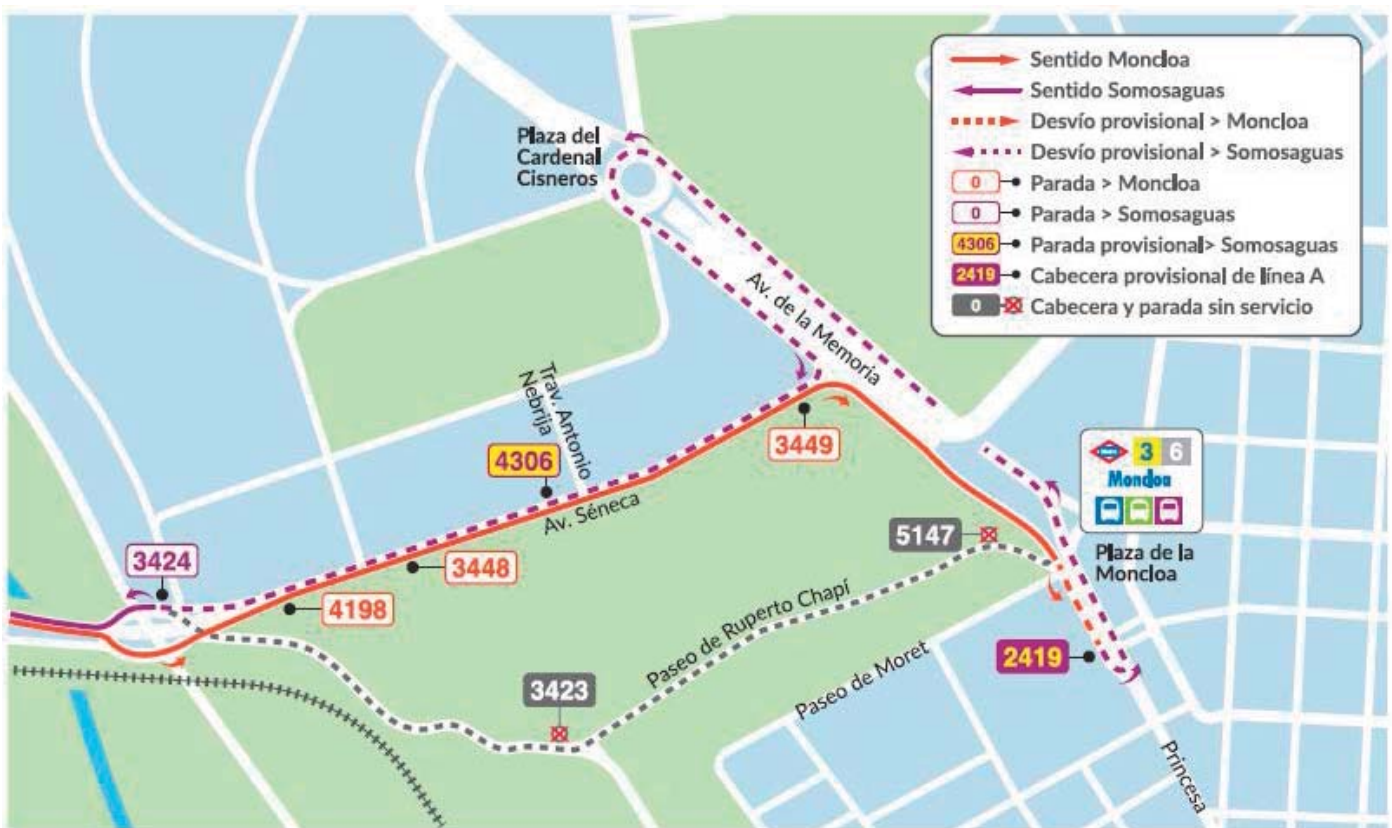 Sentido Moncloa
Sentido Somosaguas
Desvío provisional > Moncloa
Desvío provisional > Somosaguas
0 Parada > Moncloa
0 Parada > Somosaguas
4306 Parada provisional> Somosaguas
2419 Cabecera provisional de línea A
0 Cabecera y parada sin servicio
Plaza del
Cardenal
Cisneros
Av. de la Memoria
Trav. Antonio
Nebrija
4306
3449
Av. Séneca
3 6
Moncloa
Plaza de la
Moncloa
5147
3424
3448
4198
Paseo de Ruperto Chapí
Paseo de Moret
2419
3423
Princesa